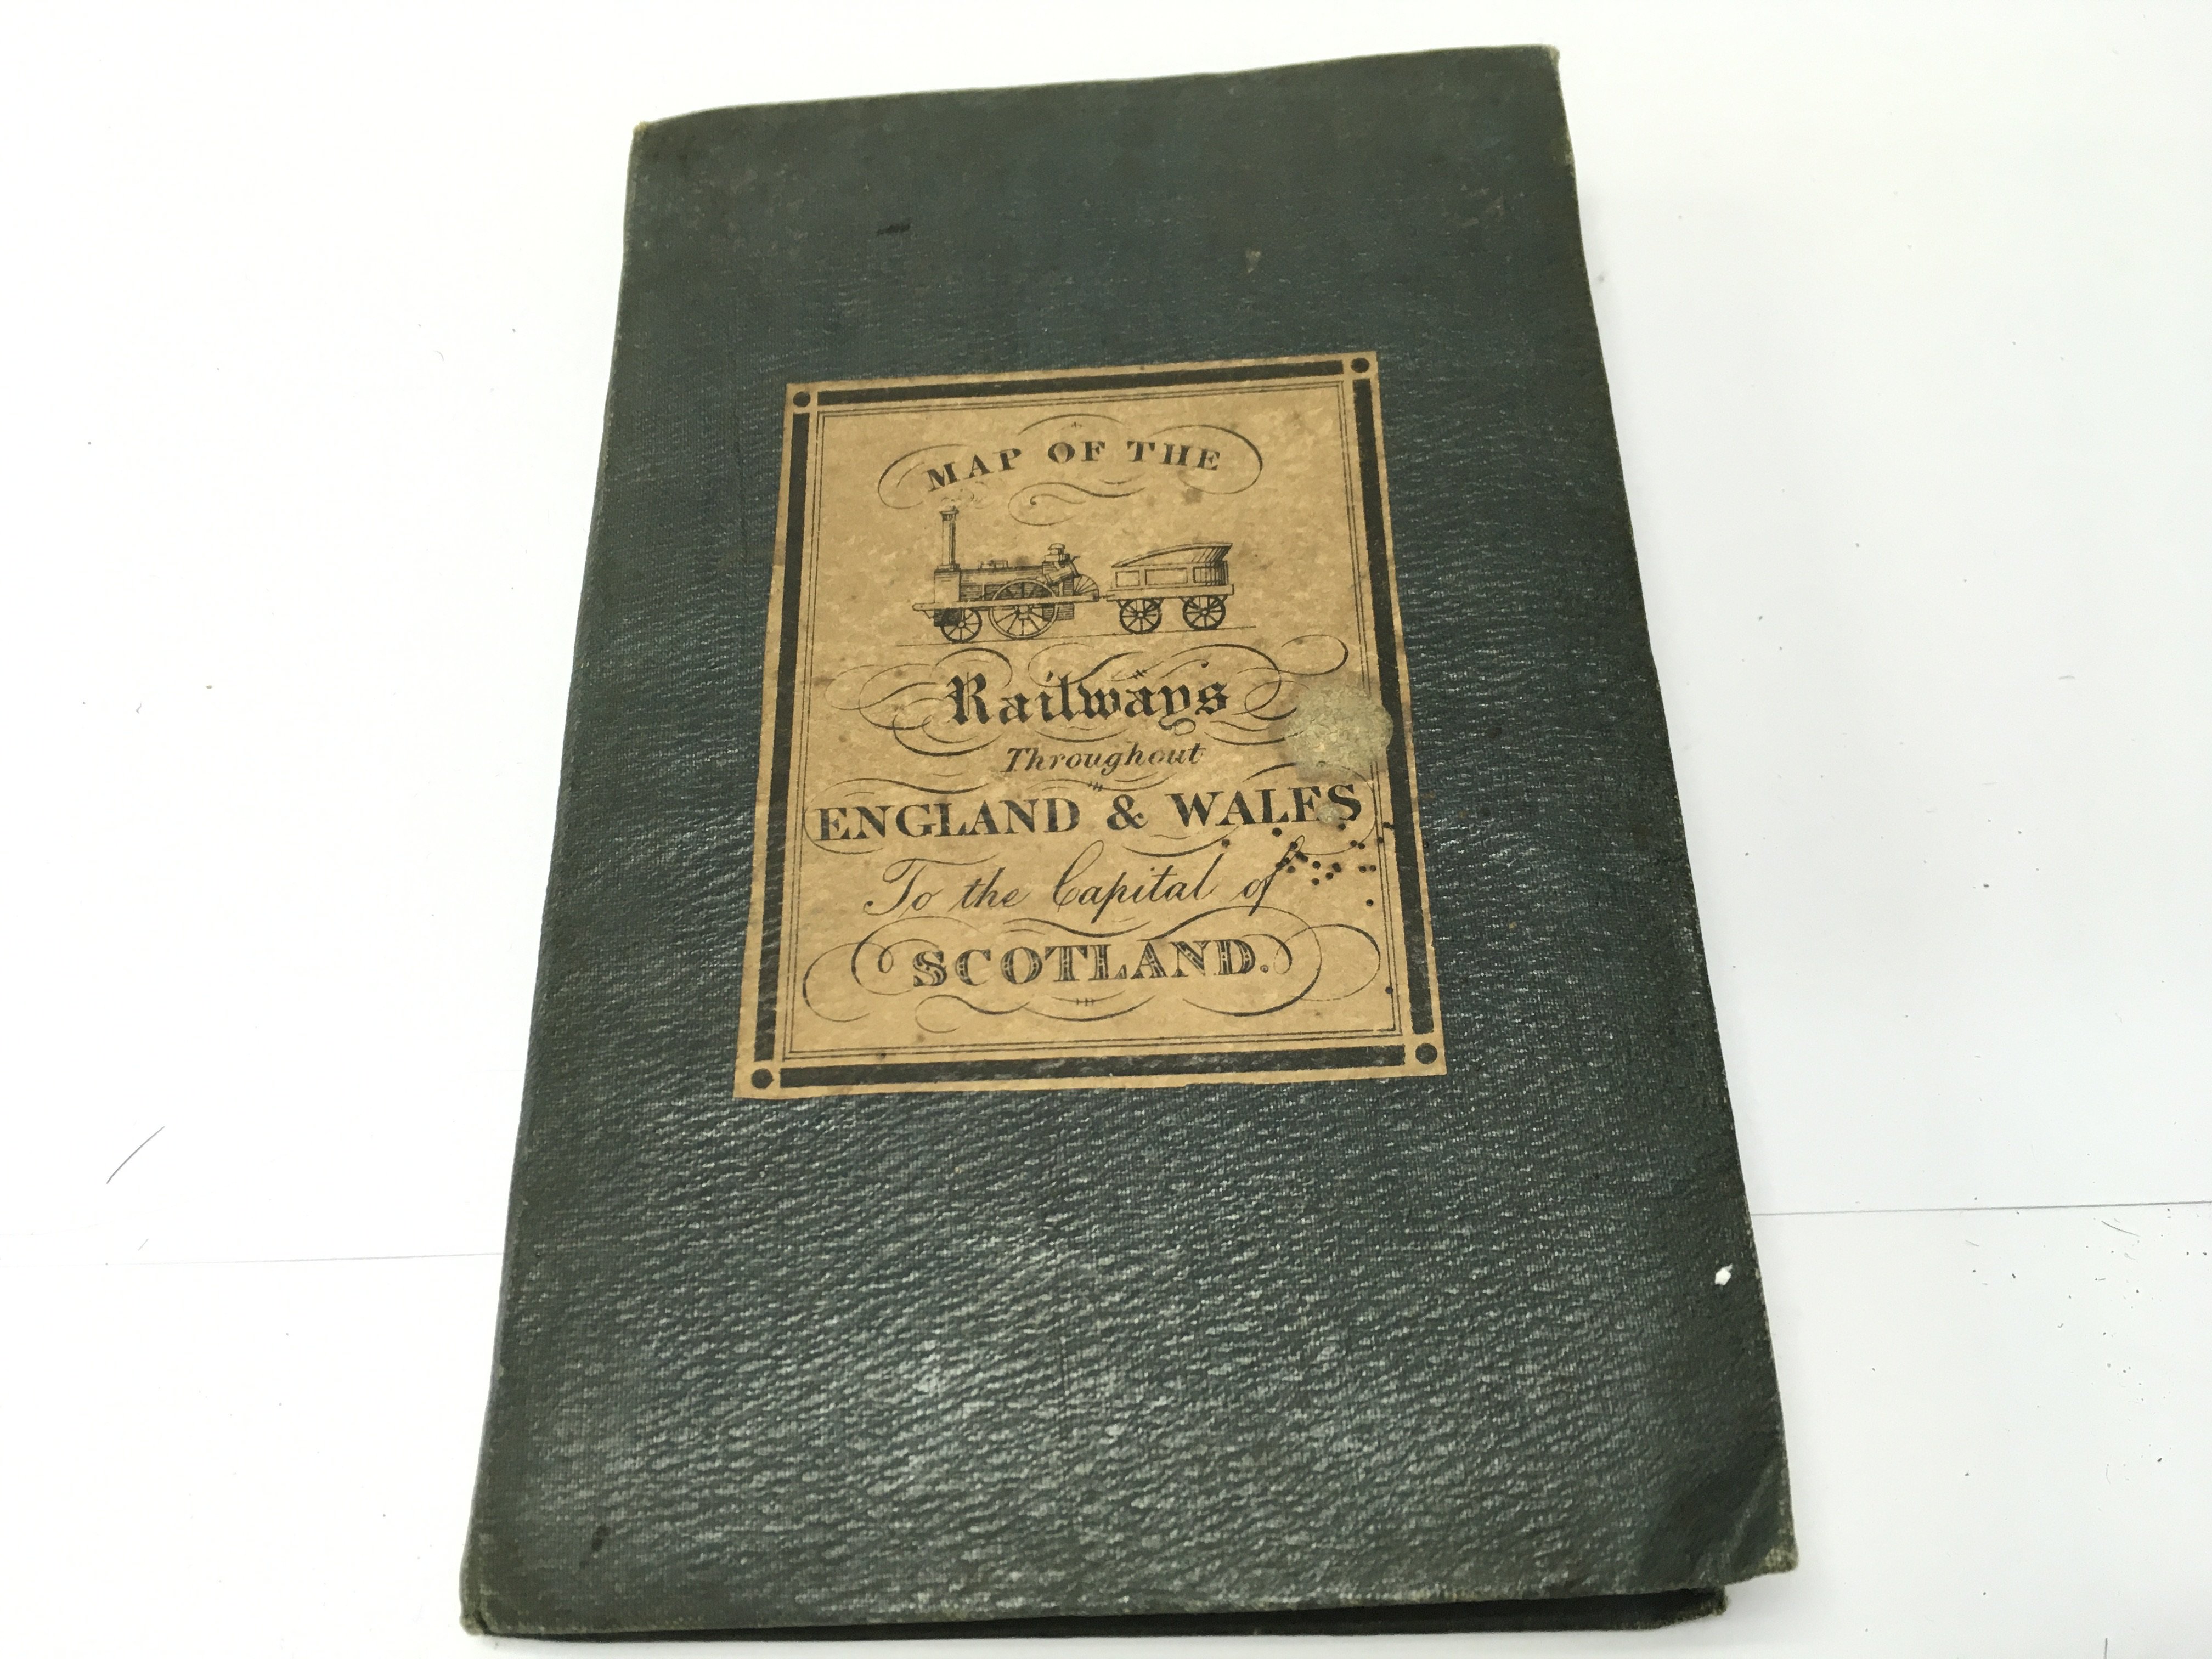 MAP OF THE
Railways
Throughout
ENGLAND & WALES
To the Capital of
SCOTLAND.